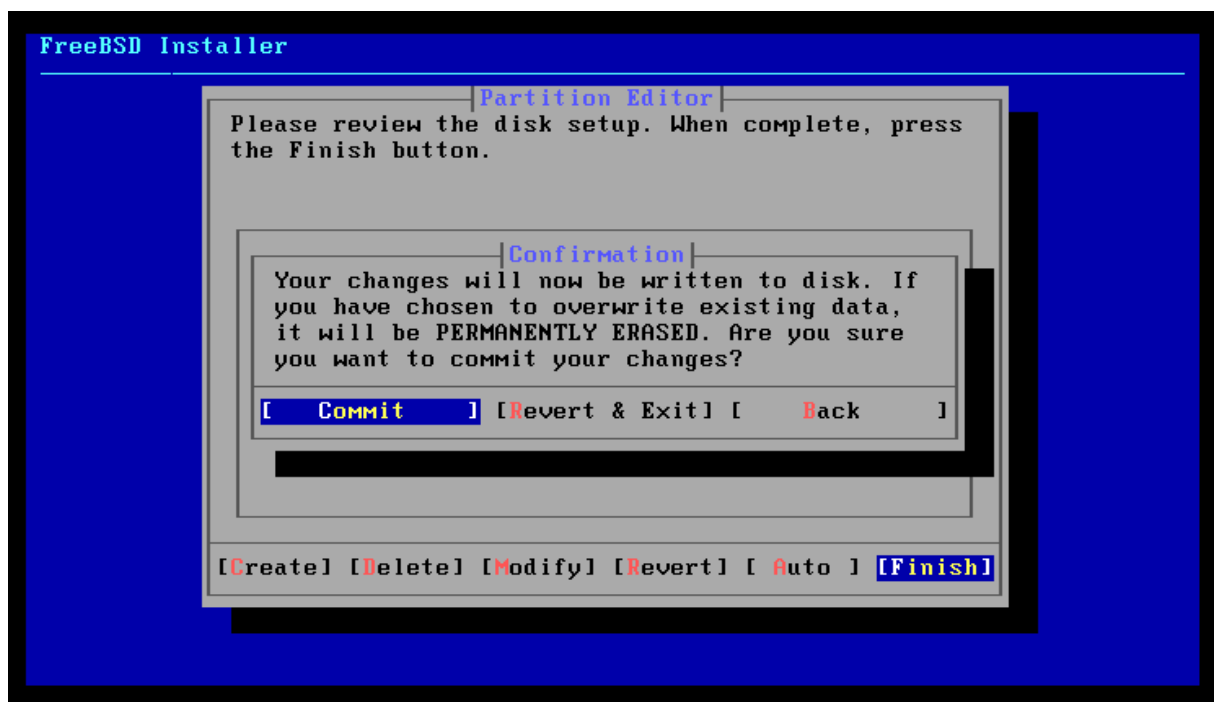 FreeBSD Installer
Partition Editor
Please review the disk setup. When complete, press
the Finish button.
Confirmation
Your changes will now be written to disk. If
you have chosen to overwrite existing data,
it will be PERMANENTLY ERASED. Are you sure
you want to commit your changes?
[ Commit ] [Revert & Exit] [ Back ]
[Create] [Delete] [Modify] [Revert] [ Auto ] [Finish]